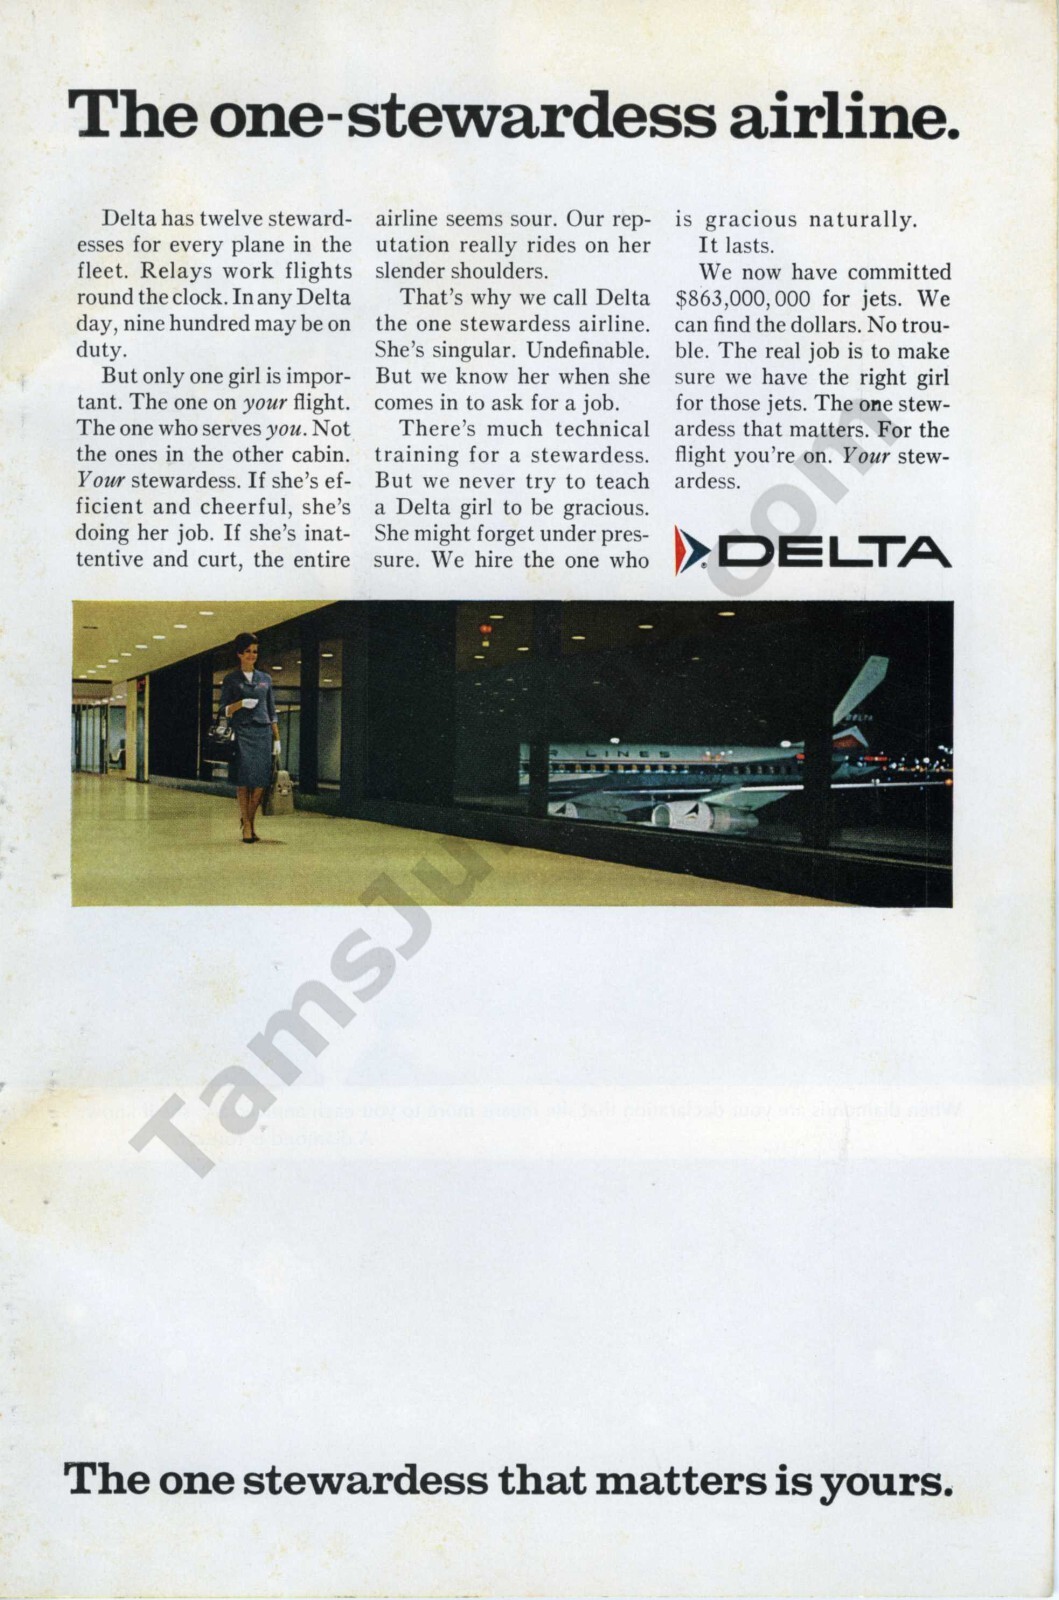 The one-stewardess airline.
Delta has twelve steward-
esses for every plane in the
fleet. Relays work flights
round the clock. In any Delta
day, nine hundred may be on
duty.
But only one girl is impor-
tant. The one on your flight.
The one who serves you. Not
the ones in the other cabin.
Your stewardess. If she's ef-
ficient and cheerful, she's
doing her job. If she's inat-
tentive and curt, the entire
airline seems sour. Our rep-
utation really rides on her
slender shoulders.
That's why we call Delta
the one stewardess airline.
She's singular. Undefinable.
But we know her when she
comes in to ask for a job.
There's much technical
training for a stewardess.
But we never try to teach
a Delta girl to be gracious.
She might forget under pres-
sure. We hire the one who
is gracious naturally.
It lasts.
We now have committed
$863,000,000 for jets. We
can find the dollars. No trou-
ble. The real job is to make
sure we have the right girl
for those jets. The one stew-
ardess that matters. For the
flight you're on. Your stew-
ardess.
DELTA
R LINES
DELTA
The one stewardess that matters is yours.